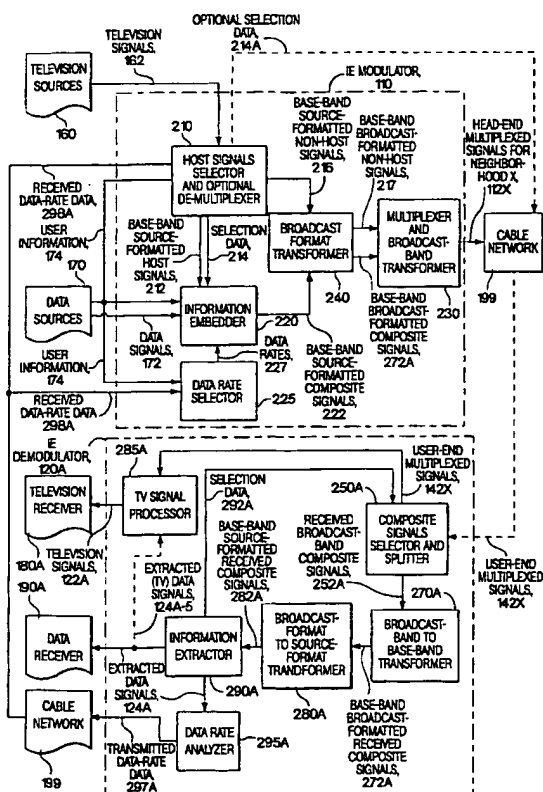 OPTIONAL SELECTION
DATA, 214A
TELEVISION
SIGNALS, 162
TELEVISION
SOURCES
160
IE MODULATOR,
110
210
HOST SIGNALS
SELECTOR
AND OPTIONAL
DE-MULTIPLEXER
BASE-BAND
SOURCE-
FORMATTED
NON-HOST
SIGNALS,
216
BASE-BAND
BROADCAST-
FORMATTED
NON-HOST
SIGNALS,
217
HEAD-END
MULTIPLEXED
SIGNALS FOR
NEIGHBOR-
HOOD X,
112X
RECEIVED
DATA-RATE DATA,
298A
USER
INFORMATION,
174
BASE-BAND
SOURCE-
FORMATTED
HOST
SIGNALS,
212
SELECTION
DATA,
214
BROADCAST
FORMAT
TRANSFORMER
240
MULTIPLEXER
AND
BROADCAST-
BAND
TRANSFORMER
230
CABLE
NETWORK
199
170
DATA
SOURCES
DATA
SIGNALS,
172
INFORMATION
EMBEDDER
220
DATA
RATES,
227
BASE-BAND
SOURCE-
FORMATTED
COMPOSITE
SIGNALS,
222
BASE-BAND
BROADCAST-
FORMATTED
COMPOSITE
SIGNALS,
272A
USER
INFORMATION,
174
RECEIVED
DATA-RATE DATA
298A
DATA RATE
SELECTOR
225
IE
DEMODULATOR,
120A
285A
TELEVISION
RECEIVER
180A
TV SIGNAL
PROCESSOR
SELECTION
DATA,
292A
USER-END
MULTIPLEXED
SIGNALS,
142X
250A
COMPOSITE
SIGNALS
SELECTOR AND
SPLITTER
USER-END
MULTIPLEXED
SIGNALS,
142X
TELEVISION
SIGNALS,
122A
190A
EXTRACTED
(TV) DATA
SIGNALS,
124A-5
BASE-BAND
SOURCE-
FORMATTED
RECEIVED
COMPOSITE
SIGNALS,
282A
RECEIVED
BROADCAST-
BAND
COMPOSITE
SIGNALS,
252A
270A
DATA
RECEIVER
INFORMATION
EXTRACTOR
290A
BROADCAST-
FORMAT
TO SOURCE-
FORMAT
TRANDFORMER
280A
BROADCAST-
BAND TO
BASE-BAND
TRANSFORMER
EXTRACTED
DATA
SIGNALS,
124A
CABLE
NETWORK
199
TRANSMITTED
DATA-RATE
DATA,
297A
DATA RATE
ANALYZER
295A
BASE-BAND
BROADCAST-
FORMATTED
RECEIVED
COMPOSITE
SIGNALS,
272A